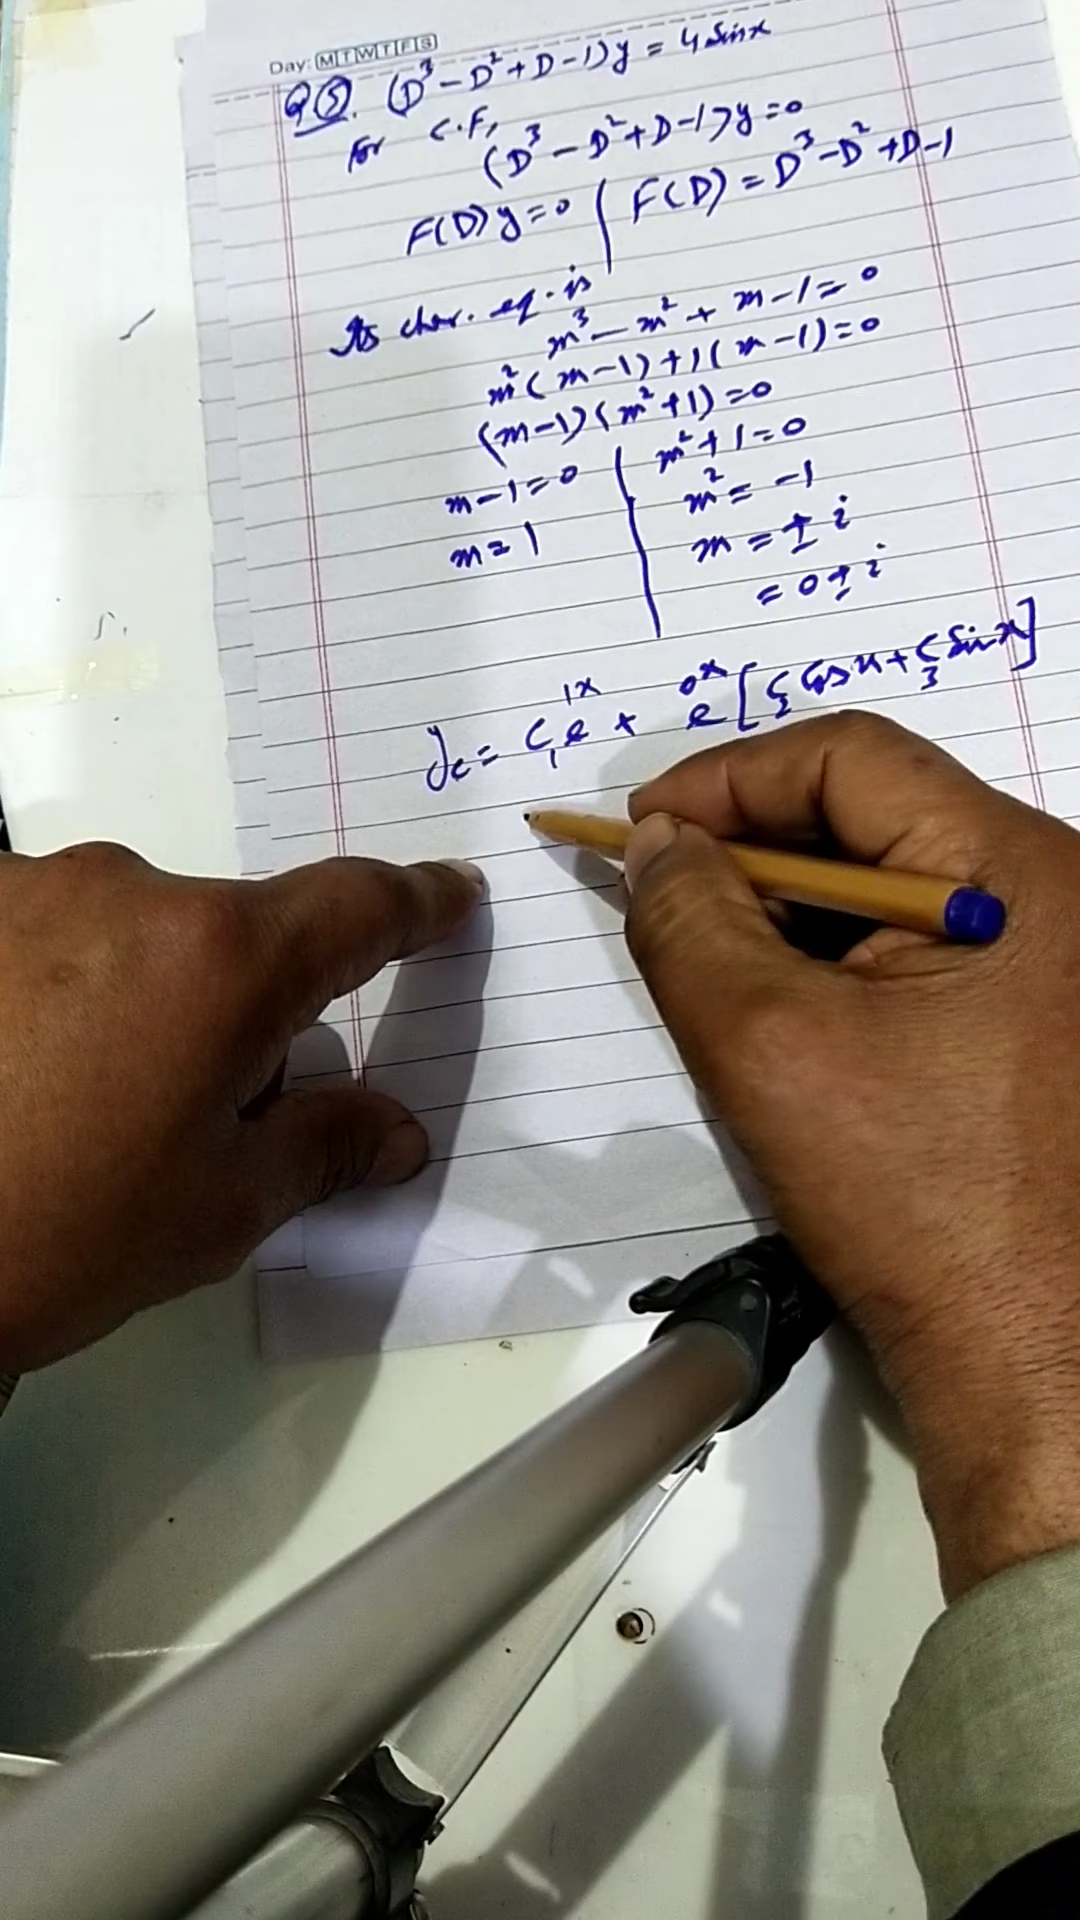 Day: M T W T F S
Q(5). (D³ - D² + D - 1)y = 4 Sinx
For C.F,
(D³ - D² + D - 1)y = 0
F(D)y = 0 | F(D) = D³ - D² + D - 1
Its char. eq. is
m³ - m² + m - 1 = 0
m²(m - 1) + 1(m - 1) = 0
(m - 1)(m² + 1) = 0
m - 1 = 0 | m² + 1 = 0
m = 1 | m² = -1
m = ± i
= 0 ± i
y_c = C₁e^{1x} + e^{0x}[C₂ Cosx + C₃ Sinx]